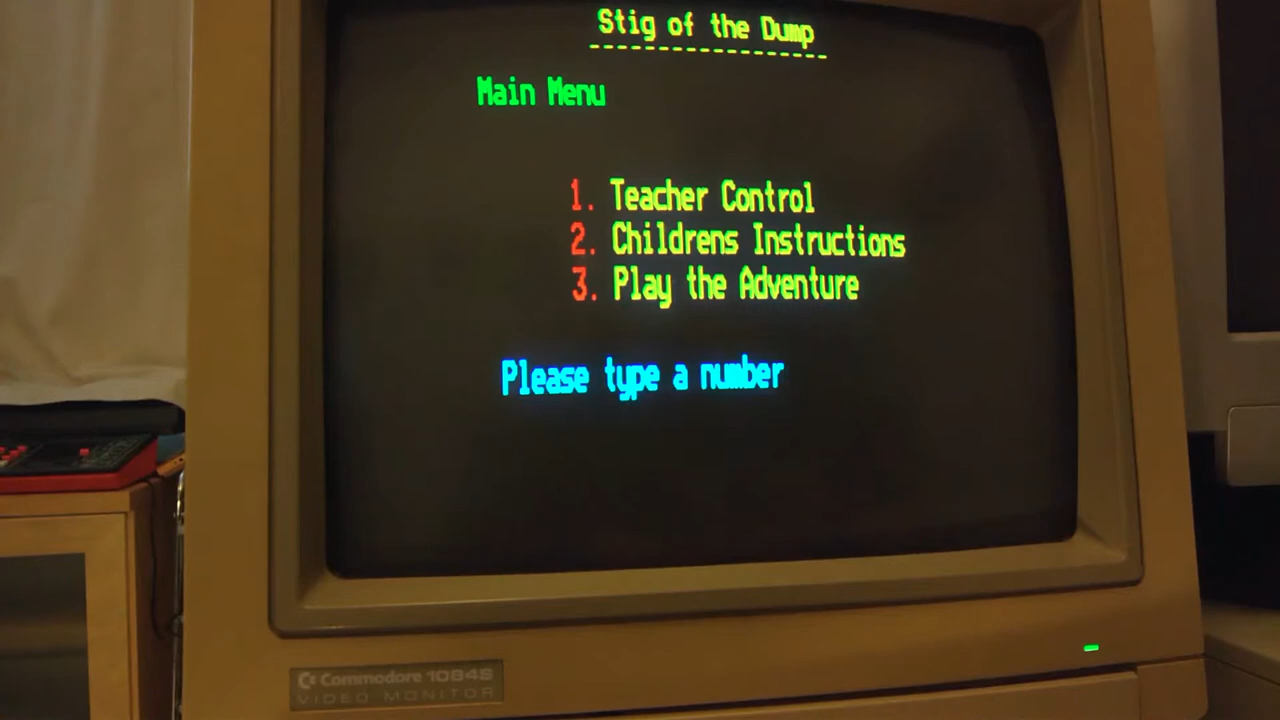 Stig of the Dump
-----------------
Main Menu
1. Teacher Control
2. Childrens Instructions
3. Play the Adventure
Please type a number
Commodore 1084S
VIDEO MONITOR